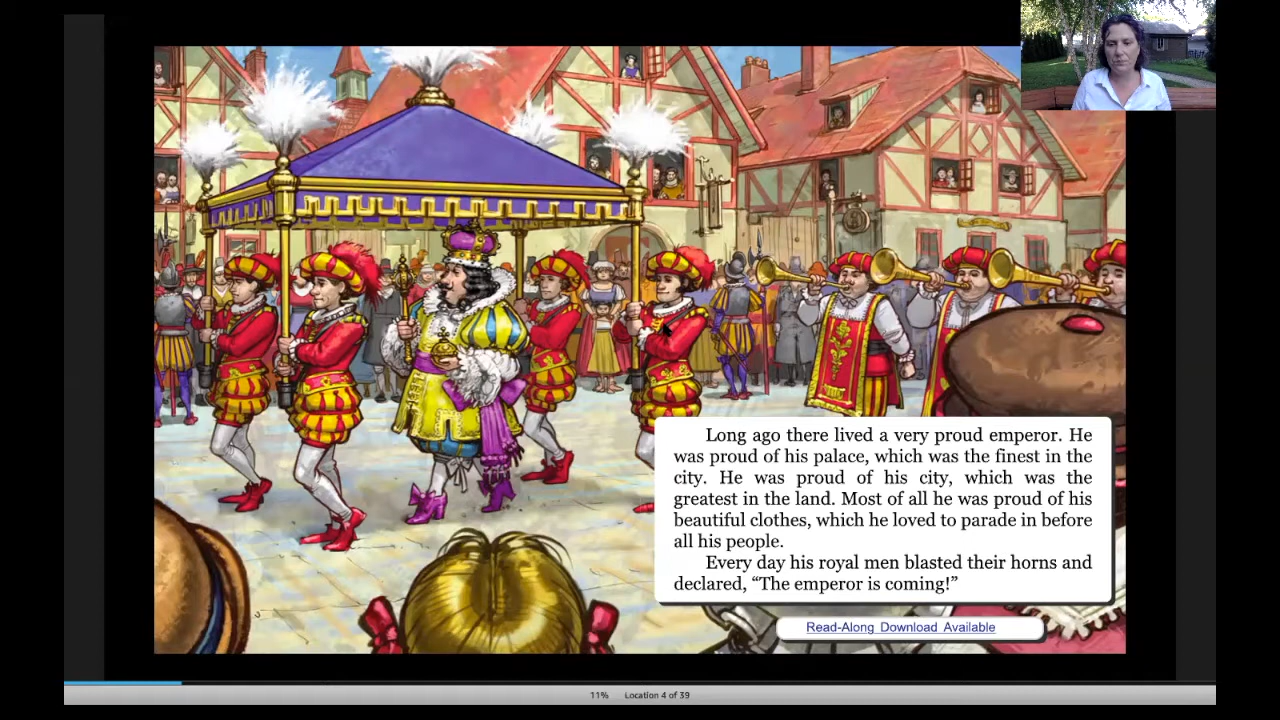 Long ago there lived a very proud emperor. He
was proud of his palace, which was the finest in the
city. He was proud of his city, which was the
greatest in the land. Most of all he was proud of his
beautiful clothes, which he loved to parade in before
all his people.
Every day his royal men blasted their horns and
declared, “The emperor is coming!”
Read-Along Download Available
11% Location 4 of 39